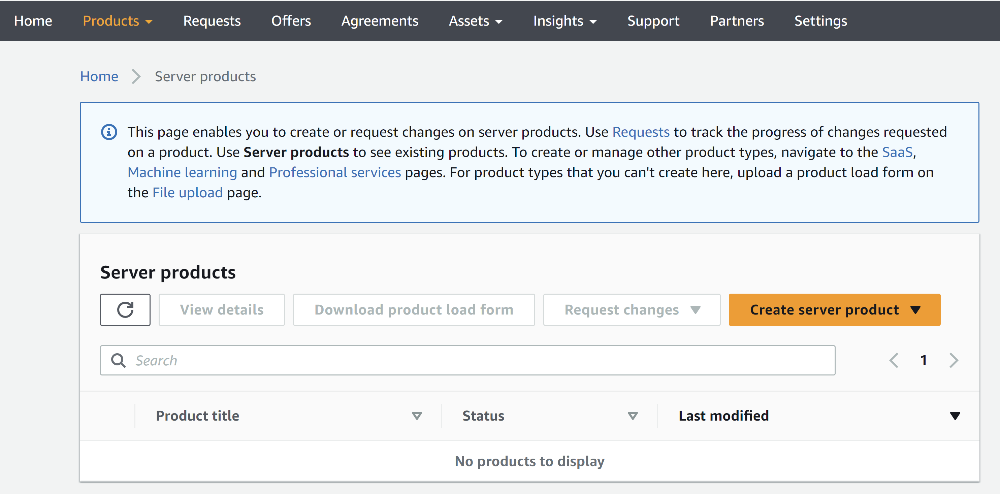 Home Products Requests Offers Agreements Assets Insights Support Partners Settings
Home Server products
This page enables you to create or request changes on server products. Use Requests to track the progress of changes requested
on a product. Use Server products to see existing products. To create or manage other product types, navigate to the SaaS,
Machine learning and Professional services pages. For product types that you can't create here, upload a product load form on
the File upload page.
Server products
View details Download product load form Request changes Create server product
Search 1
Product title Status Last modified
No products to display